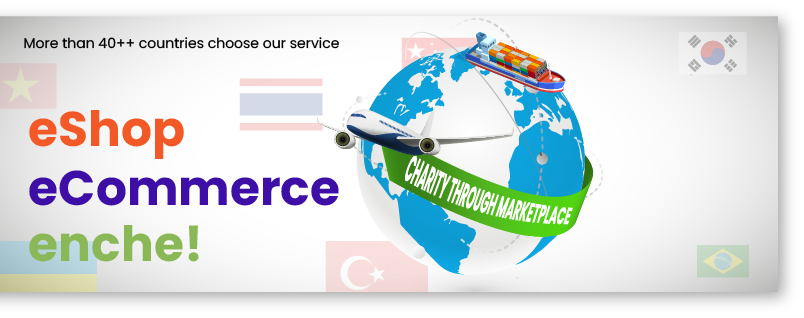 More than 40++ countries choose our service
eShop
eCommerce
enche!
CHARITY THROUGH MARKETPLACE